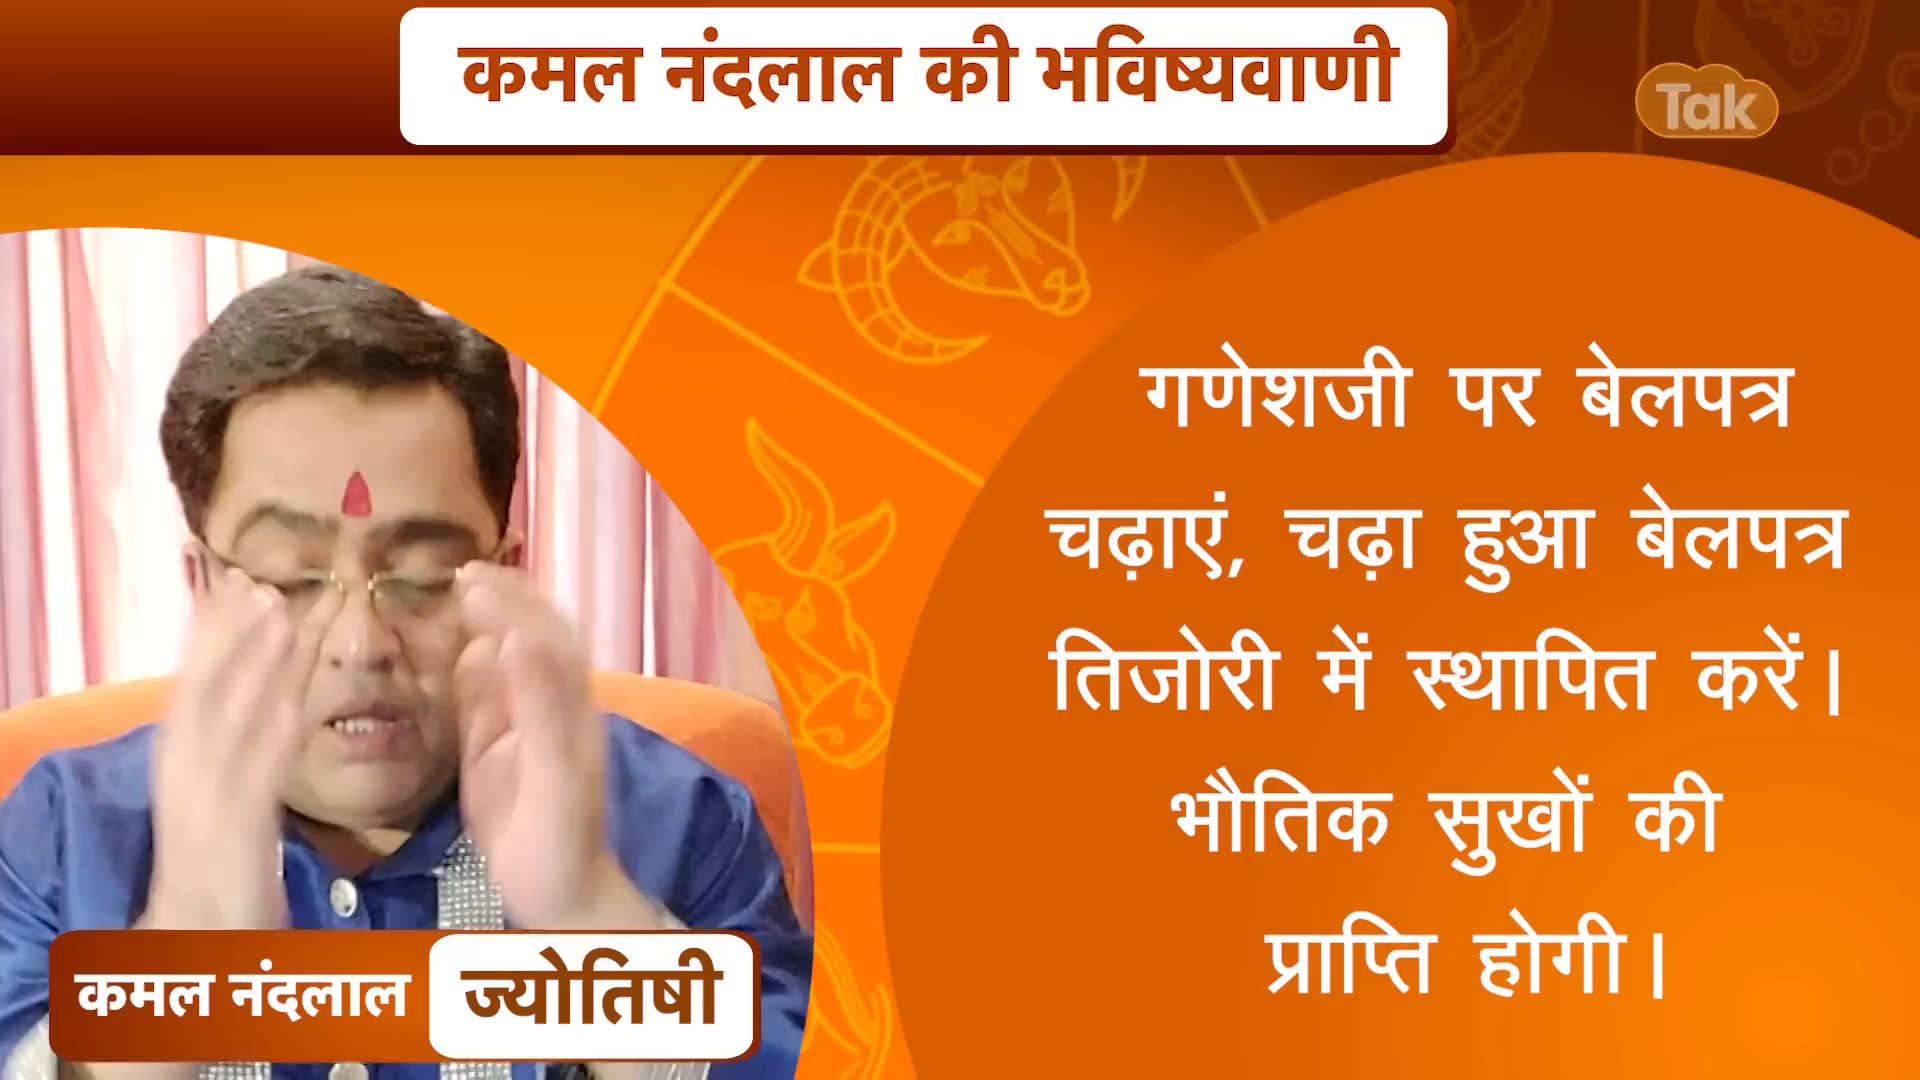 कमल नंदलाल की भविष्यवाणी
Tak
गणेशजी पर बेलपत्र
चढ़ाएं, चढ़ा हुआ बेलपत्र
तिजोरी में स्थापित करें।
भौतिक सुखों की
प्राप्ति होगी।
कमल नंदलाल
ज्योतिषी